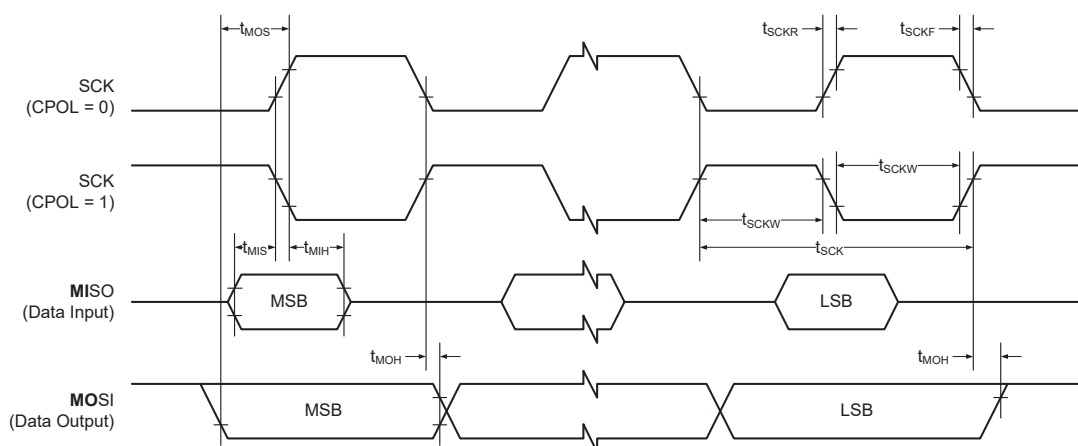 tMOS
tSCKR
tSCKF
SCK
(CPOL = 0)
SCK
(CPOL = 1)
tSCKW
tSCKW
tSCK
tMIS
tMIH
MISO
(Data Input)
MSB
LSB
tMOH
tMOH
MOSI
(Data Output)
MSB
LSB